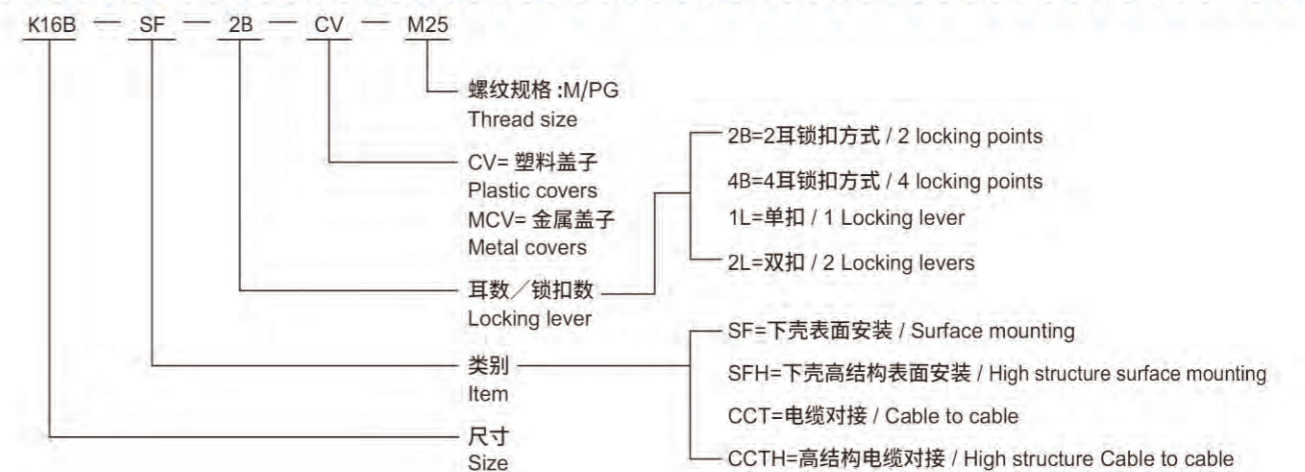 K16B — SF — 2B — CV — M25
螺纹规格 :M/PG
Thread size
CV= 塑料盖子
Plastic covers
MCV= 金属盖子
Metal covers
耳数／锁扣数
Locking lever
2B=2耳锁扣方式 / 2 locking points
4B=4耳锁扣方式 / 4 locking points
1L=单扣 / 1 Locking lever
2L=双扣 / 2 Locking levers
类别
Item
SF=下壳表面安装 / Surface mounting
SFH=下壳高结构表面安装 / High structure surface mounting
CCT=电缆对接 / Cable to cable
CCTH=高结构电缆对接 / High structure Cable to cable
尺寸
Size